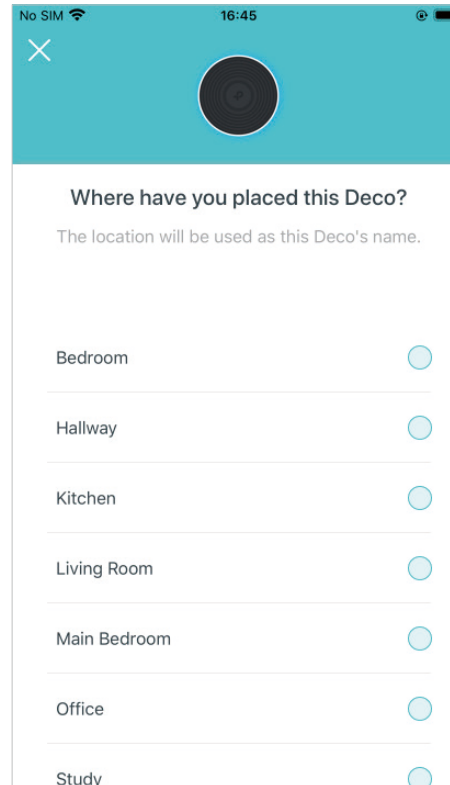 No SIM 16:45
Where have you placed this Deco?
The location will be used as this Deco's name.
Bedroom
Hallway
Kitchen
Living Room
Main Bedroom
Office
Study